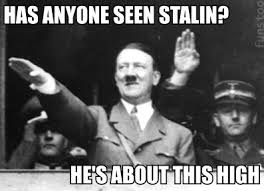 HAS ANYONE SEEN STALIN?
HE'S ABOUT THIS HIGH